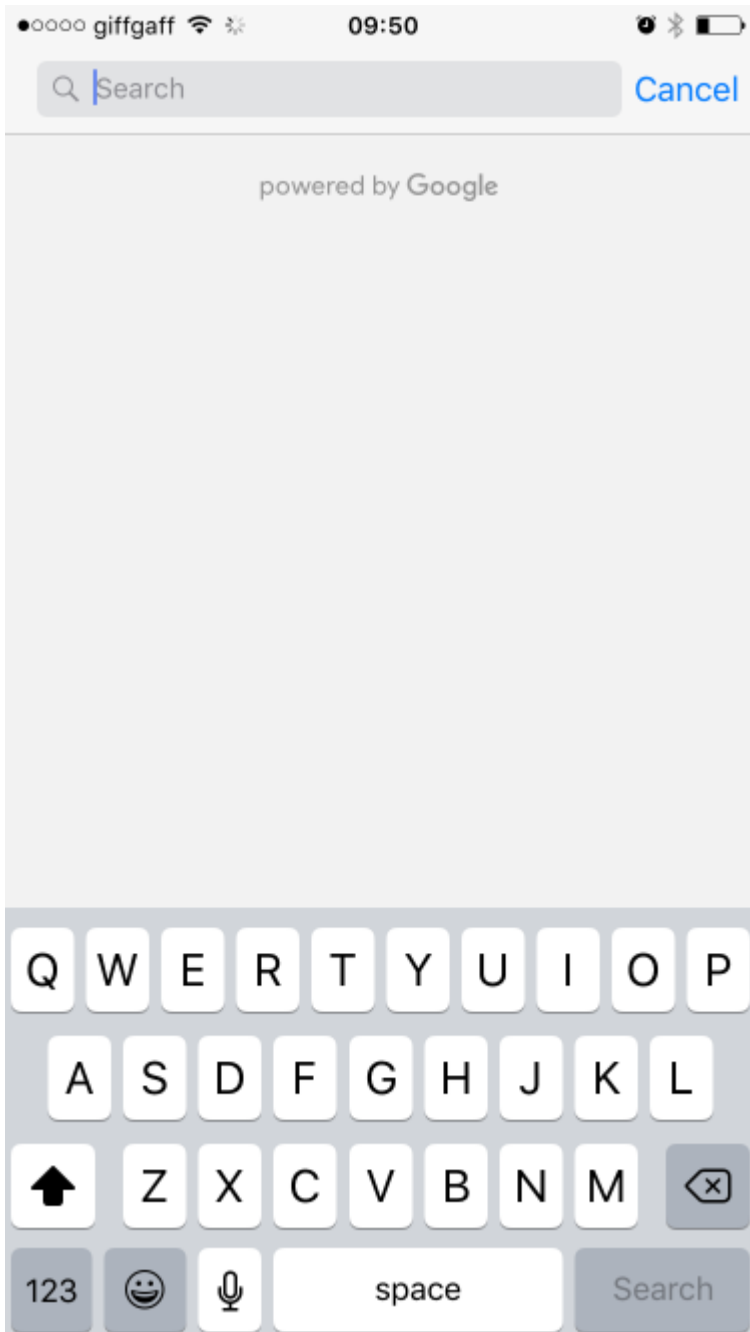 giffgaff 09:50
Search Cancel
powered by Google
Q W E R T Y U I O P
A S D F G H J K L
Z X C V B N M
123 space Search